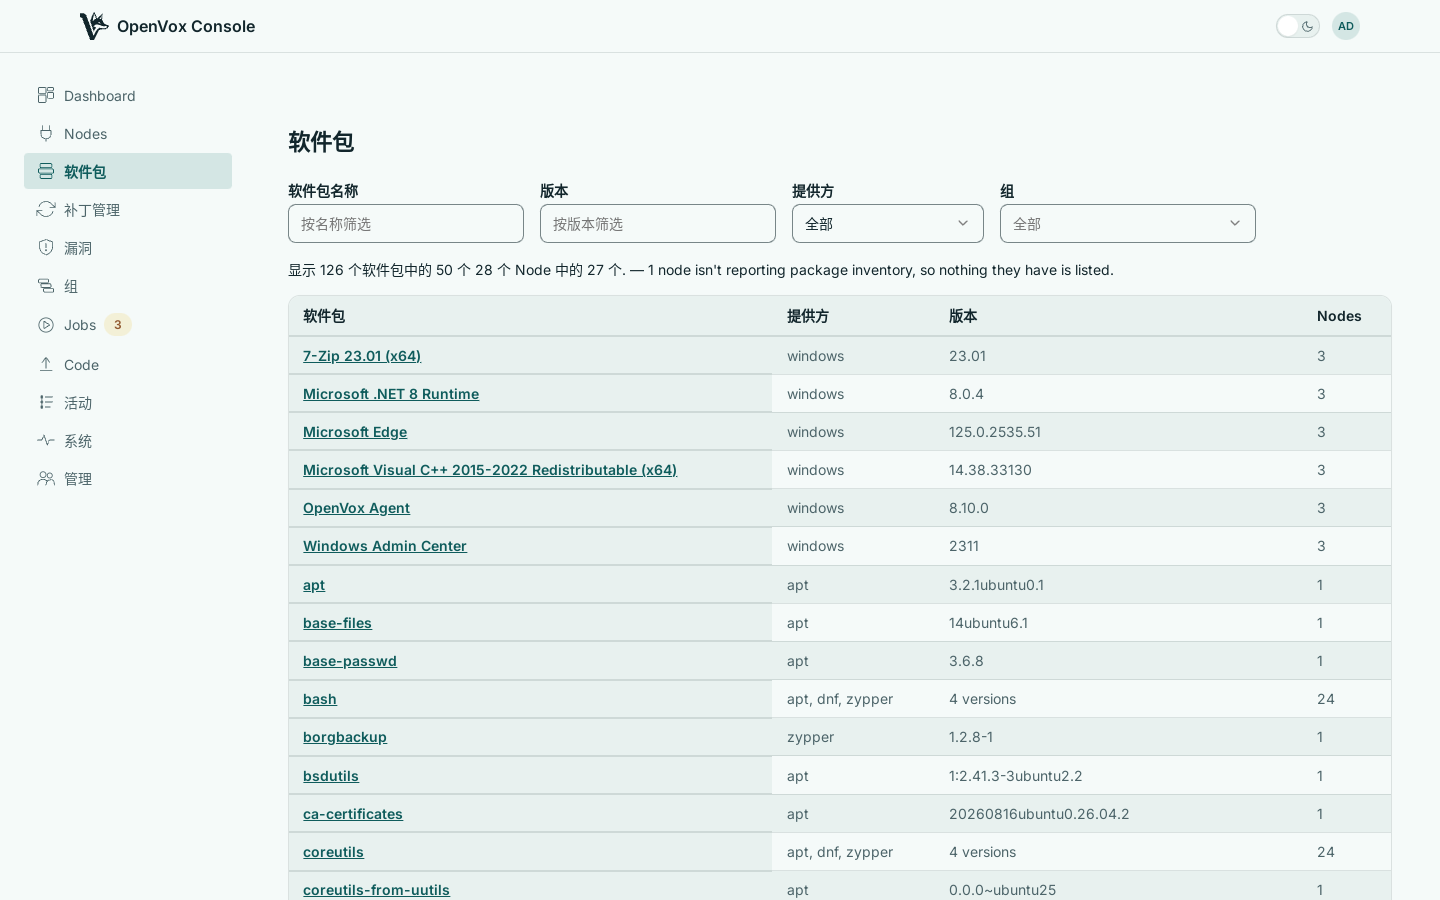 OpenVox Console
AD
Dashboard
Nodes
软件包
补丁管理
漏洞
组
Jobs 3
Code
活动
系统
管理
软件包
软件包名称 版本 提供方 组
按名称筛选 按版本筛选 全部 全部
显示 126 个软件包中的 50 个 28 个 Node 中的 27 个. — 1 node isn't reporting package inventory, so nothing they have is listed.
软件包 提供方 版本 Nodes
7-Zip 23.01 (x64) windows 23.01 3
Microsoft .NET 8 Runtime windows 8.0.4 3
Microsoft Edge windows 125.0.2535.51 3
Microsoft Visual C++ 2015-2022 Redistributable (x64) windows 14.38.33130 3
OpenVox Agent windows 8.10.0 3
Windows Admin Center windows 2311 3
apt apt 3.2.1ubuntu0.1 1
base-files apt 14ubuntu6.1 1
base-passwd apt 3.6.8 1
bash apt, dnf, zypper 4 versions 24
borgbackup zypper 1.2.8-1 1
bsdutils apt 1:2.41.3-3ubuntu2.2 1
ca-certificates apt 20260816ubuntu0.26.04.2 1
coreutils apt, dnf, zypper 4 versions 24
coreutils-from-uutils apt 0.0.0~ubuntu25 1